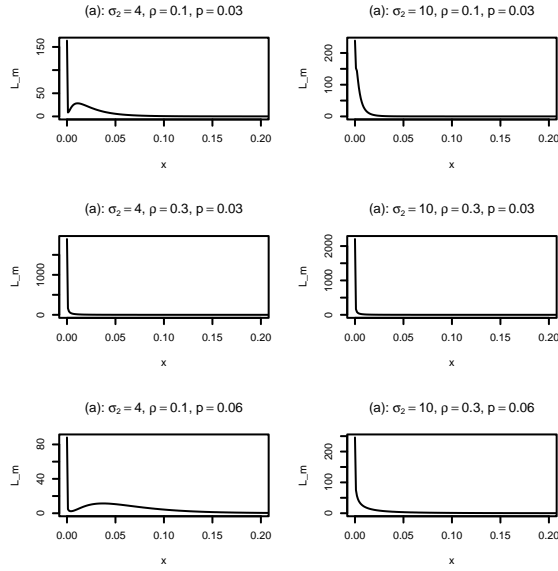 (a): σ2 = 4, ρ = 0.1, p = 0.03
L_m
0 50 150
0.00 0.05 0.10 0.15 0.20
x
(a): σ2 = 10, ρ = 0.1, p = 0.03
L_m
0 100 200
0.00 0.05 0.10 0.15 0.20
x
(a): σ2 = 4, ρ = 0.3, p = 0.03
L_m
0 1000
0.00 0.05 0.10 0.15 0.20
x
(a): σ2 = 10, ρ = 0.3, p = 0.03
L_m
0 1000 2000
0.00 0.05 0.10 0.15 0.20
x
(a): σ2 = 4, ρ = 0.1, p = 0.06
L_m
0 40 80
0.00 0.05 0.10 0.15 0.20
x
(a): σ2 = 10, ρ = 0.3, p = 0.06
L_m
0 100 200
0.00 0.05 0.10 0.15 0.20
x